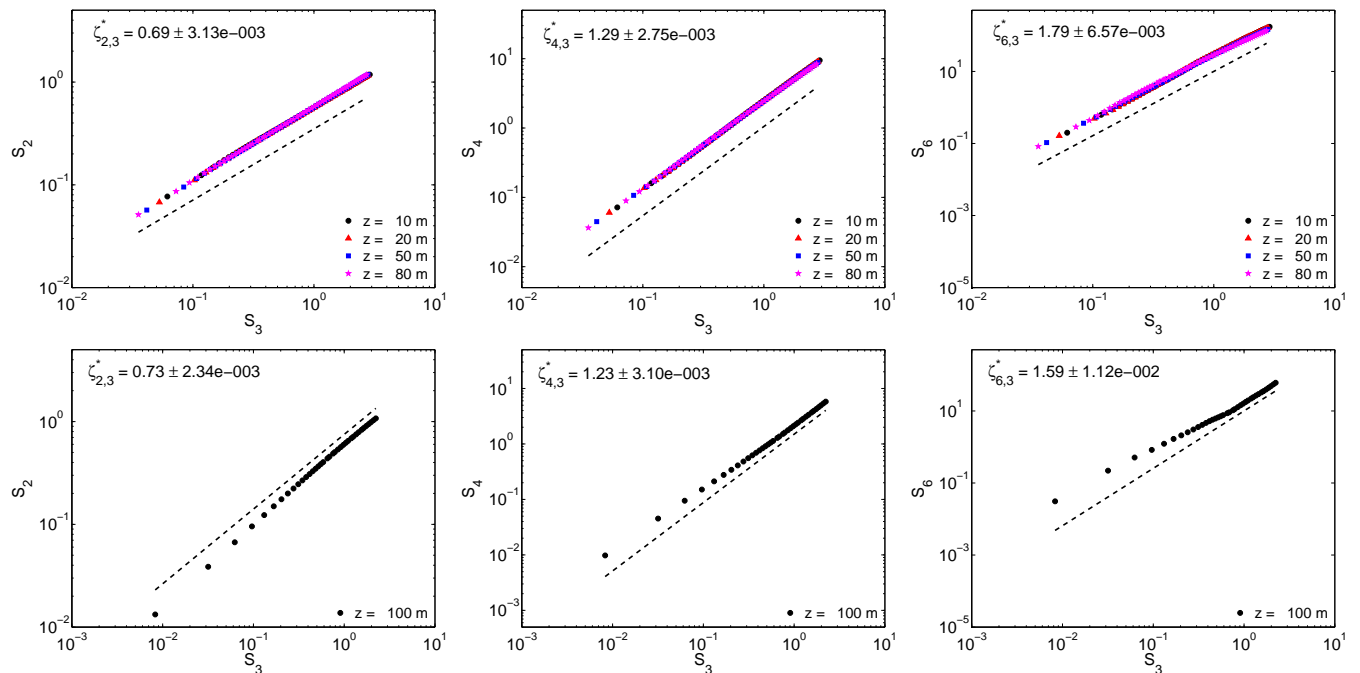 ζ*2,3 = 0.69 ± 3.13e−003
10^1
10^0
10^−1
10^−2
S2
z = 10 m
z = 20 m
z = 50 m
z = 80 m
10^−2 10^−1 10^0 10^1
S3
ζ*4,3 = 1.29 ± 2.75e−003
10^1
10^0
10^−1
10^−2
10^−3
S4
z = 10 m
z = 20 m
z = 50 m
z = 80 m
10^−2 10^−1 10^0 10^1
S3
ζ*6,3 = 1.79 ± 6.57e−003
10^1
10^−1
10^−3
10^−5
S6
z = 10 m
z = 20 m
z = 50 m
z = 80 m
10^−2 10^−1 10^0 10^1
S3
ζ*2,3 = 0.73 ± 2.34e−003
10^0
10^−1
10^−2
S2
z = 100 m
10^−3 10^−2 10^−1 10^0 10^1
S3
ζ*4,3 = 1.23 ± 3.10e−003
10^1
10^0
10^−1
10^−2
10^−3
S4
z = 100 m
10^−3 10^−2 10^−1 10^0 10^1
S3
ζ*6,3 = 1.59 ± 1.12e−002
10^1
10^−1
10^−3
10^−5
S6
z = 100 m
10^−3 10^−2 10^−1 10^0 10^1
S3